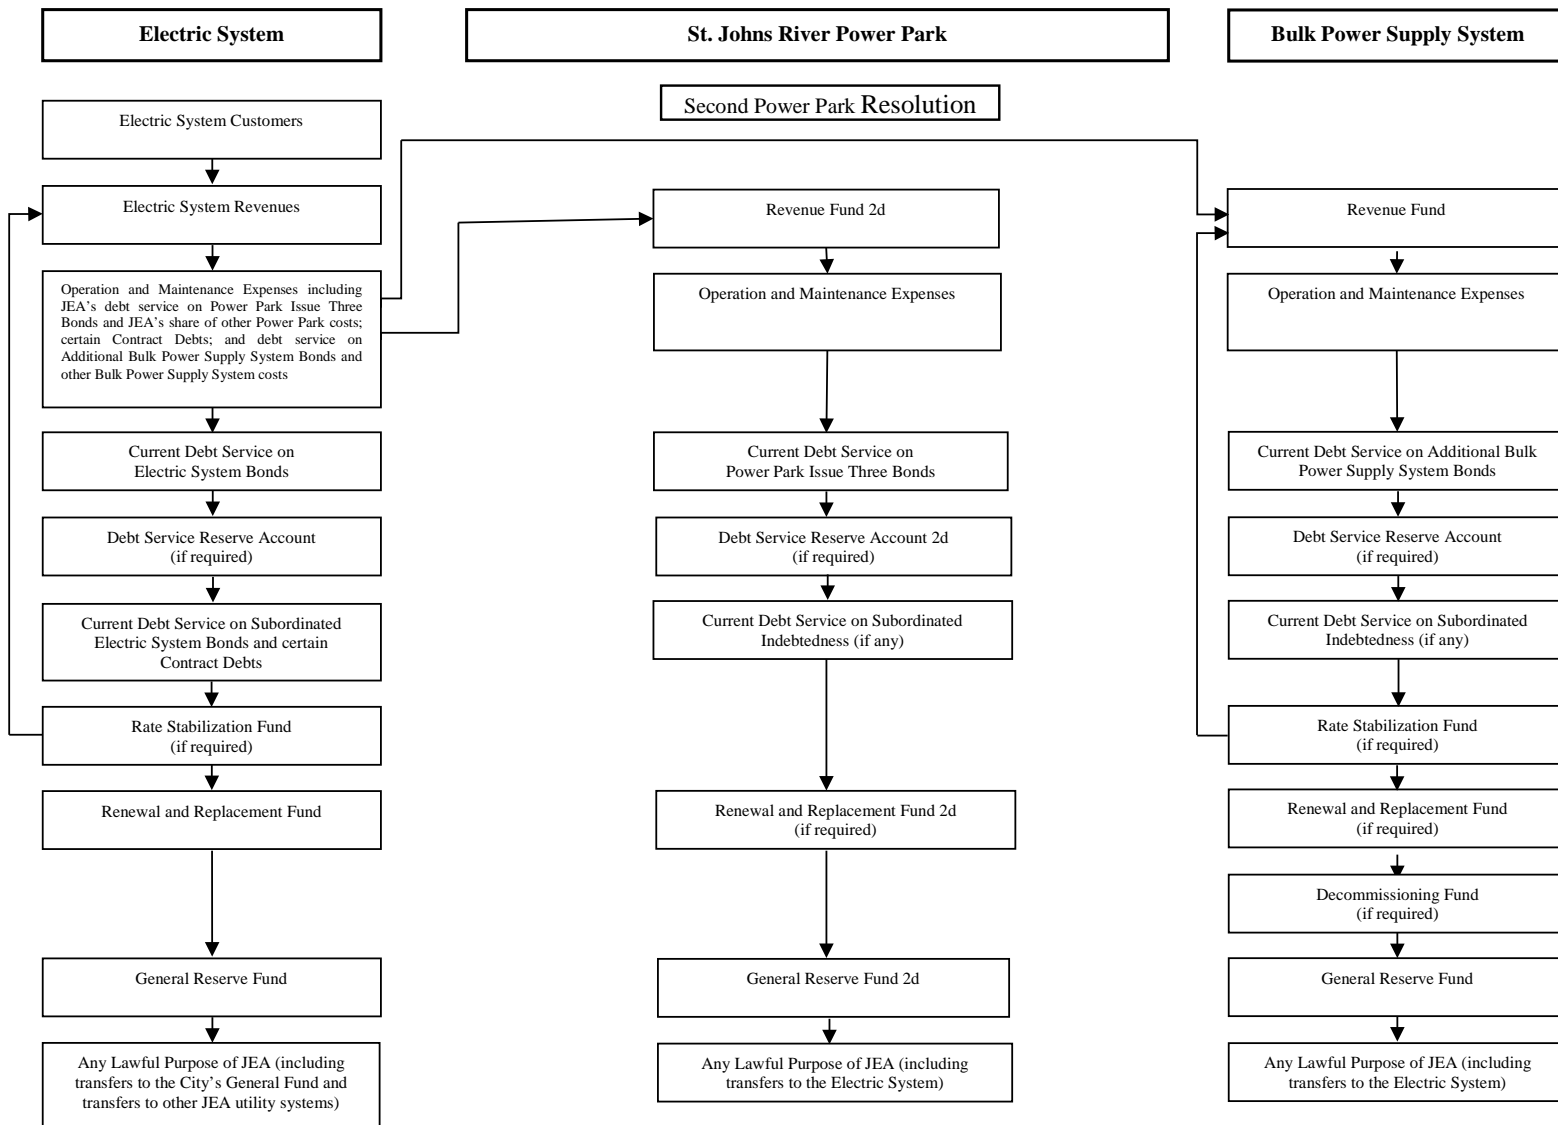 Electric System
St. Johns River Power Park
Bulk Power Supply System
Second Power Park Resolution
Electric System Customers
Electric System Revenues
Operation and Maintenance Expenses including
JEA's debt service on Power Park Issue Three
Bonds and JEA's share of other Power Park costs;
certain Contract Debts; and debt service on
Additional Bulk Power Supply System Bonds and
other Bulk Power Supply System costs
Current Debt Service on
Electric System Bonds
Debt Service Reserve Account
(if required)
Current Debt Service on Subordinated
Electric System Bonds and certain
Contract Debts
Rate Stabilization Fund
(if required)
Renewal and Replacement Fund
General Reserve Fund
Any Lawful Purpose of JEA (including
transfers to the City's General Fund and
transfers to other JEA utility systems)
Revenue Fund 2d
Operation and Maintenance Expenses
Current Debt Service on
Power Park Issue Three Bonds
Debt Service Reserve Account 2d
(if required)
Current Debt Service on Subordinated
Indebtedness (if any)
Renewal and Replacement Fund 2d
(if required)
General Reserve Fund 2d
Any Lawful Purpose of JEA (including
transfers to the Electric System)
Revenue Fund
Operation and Maintenance Expenses
Current Debt Service on Additional Bulk
Power Supply System Bonds
Debt Service Reserve Account
(if required)
Current Debt Service on Subordinated
Indebtedness (if any)
Rate Stabilization Fund
(if required)
Renewal and Replacement Fund
(if required)
Decommissioning Fund
(if required)
General Reserve Fund
Any Lawful Purpose of JEA (including
transfers to the Electric System)